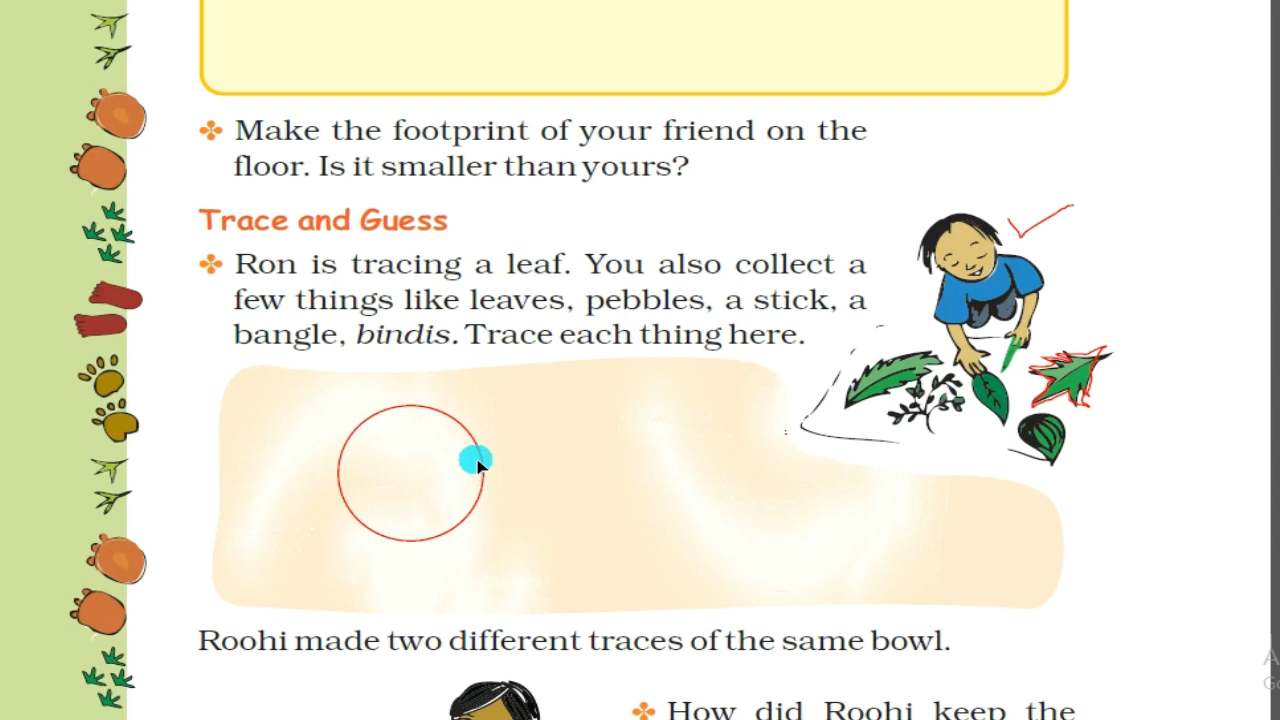 Make the footprint of your friend on the
floor. Is it smaller than yours?
Trace and Guess
Ron is tracing a leaf. You also collect a
few things like leaves, pebbles, a stick, a
bangle, bindis. Trace each thing here.
Roohi made two different traces of the same bowl.
How did Roohi keep the